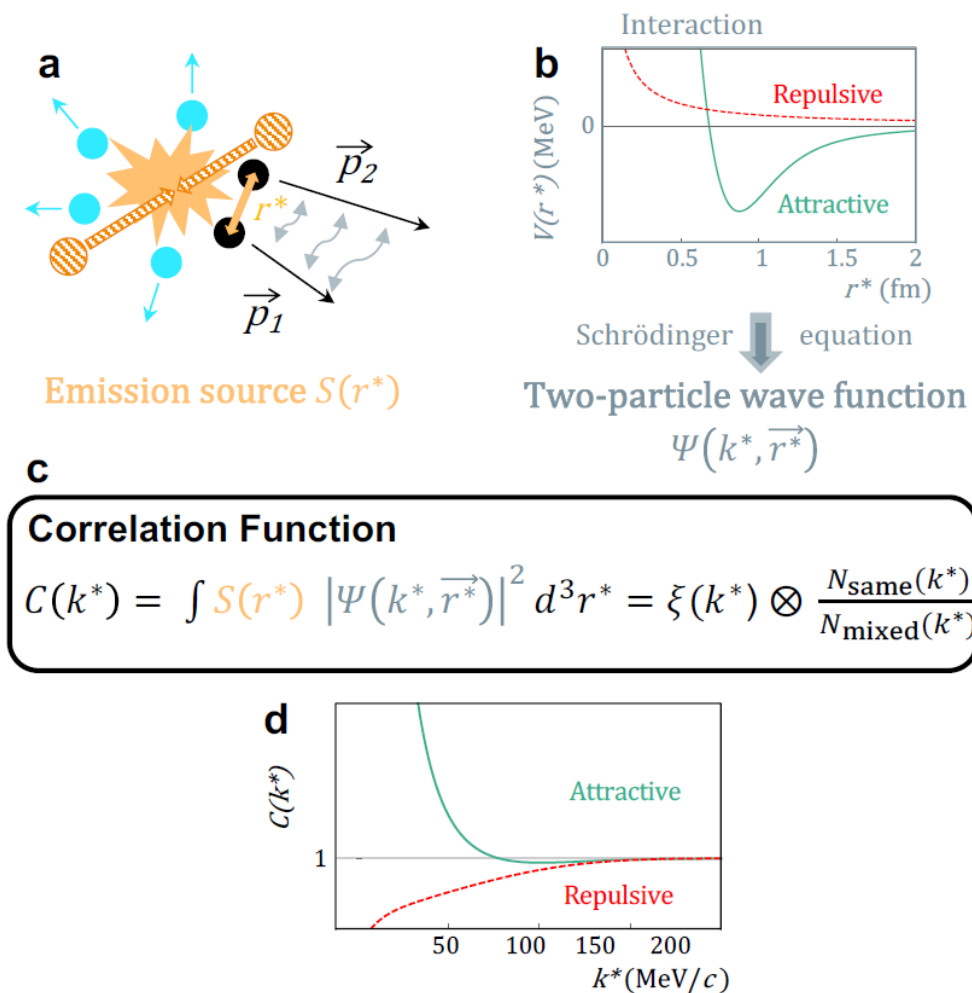 a
r*
p₂
p₁
Emission source S(r*)
Interaction
b
Repulsive
0
Attractive
V(r*) (MeV)
0 0.5 1 1.5 2
r* (fm)
Schrödinger equation
Two-particle wave function
Ψ(k*, r*)
c
Correlation Function
C(k*) = ∫ S(r*) |Ψ(k*, r*)|² d³r* = ξ(k*) ⊗ Nsame(k*) / Nmixed(k*)
d
Attractive
C(k*)
1
Repulsive
50 100 150 200
k* (MeV/c)